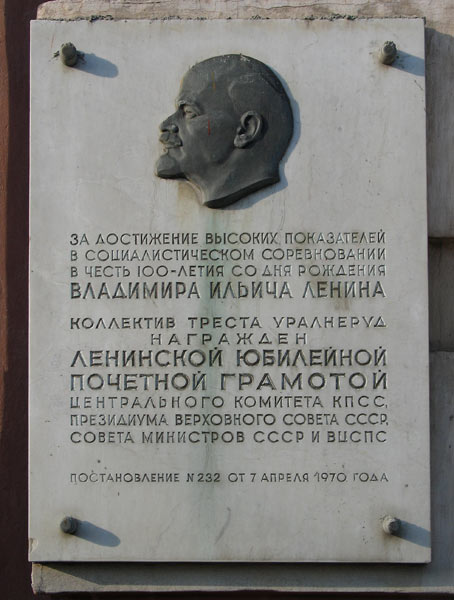 ЗА ДОСТИЖЕНИЕ ВЫСОКИХ ПОКАЗАТЕЛЕЙ
В СОЦИАЛИСТИЧЕСКОМ СОРЕВНОВАНИИ
В ЧЕСТЬ 100-ЛЕТИЯ СО ДНЯ РОЖДЕНИЯ
ВЛАДИМИРА ИЛЬИЧА ЛЕНИНА
КОЛЛЕКТИВ ТРЕСТА УРАЛНЕРУД
НАГРАЖДЕН
ЛЕНИНСКОЙ ЮБИЛЕЙНОЙ
ПОЧЕТНОЙ ГРАМОТОЙ
ЦЕНТРАЛЬНОГО КОМИТЕТА КПСС,
ПРЕЗИДИУМА ВЕРХОВНОГО СОВЕТА СССР,
СОВЕТА МИНИСТРОВ СССР И ВЦСПС
ПОСТАНОВЛЕНИЕ N232 ОТ 7 АПРЕЛЯ 1970 ГОДА